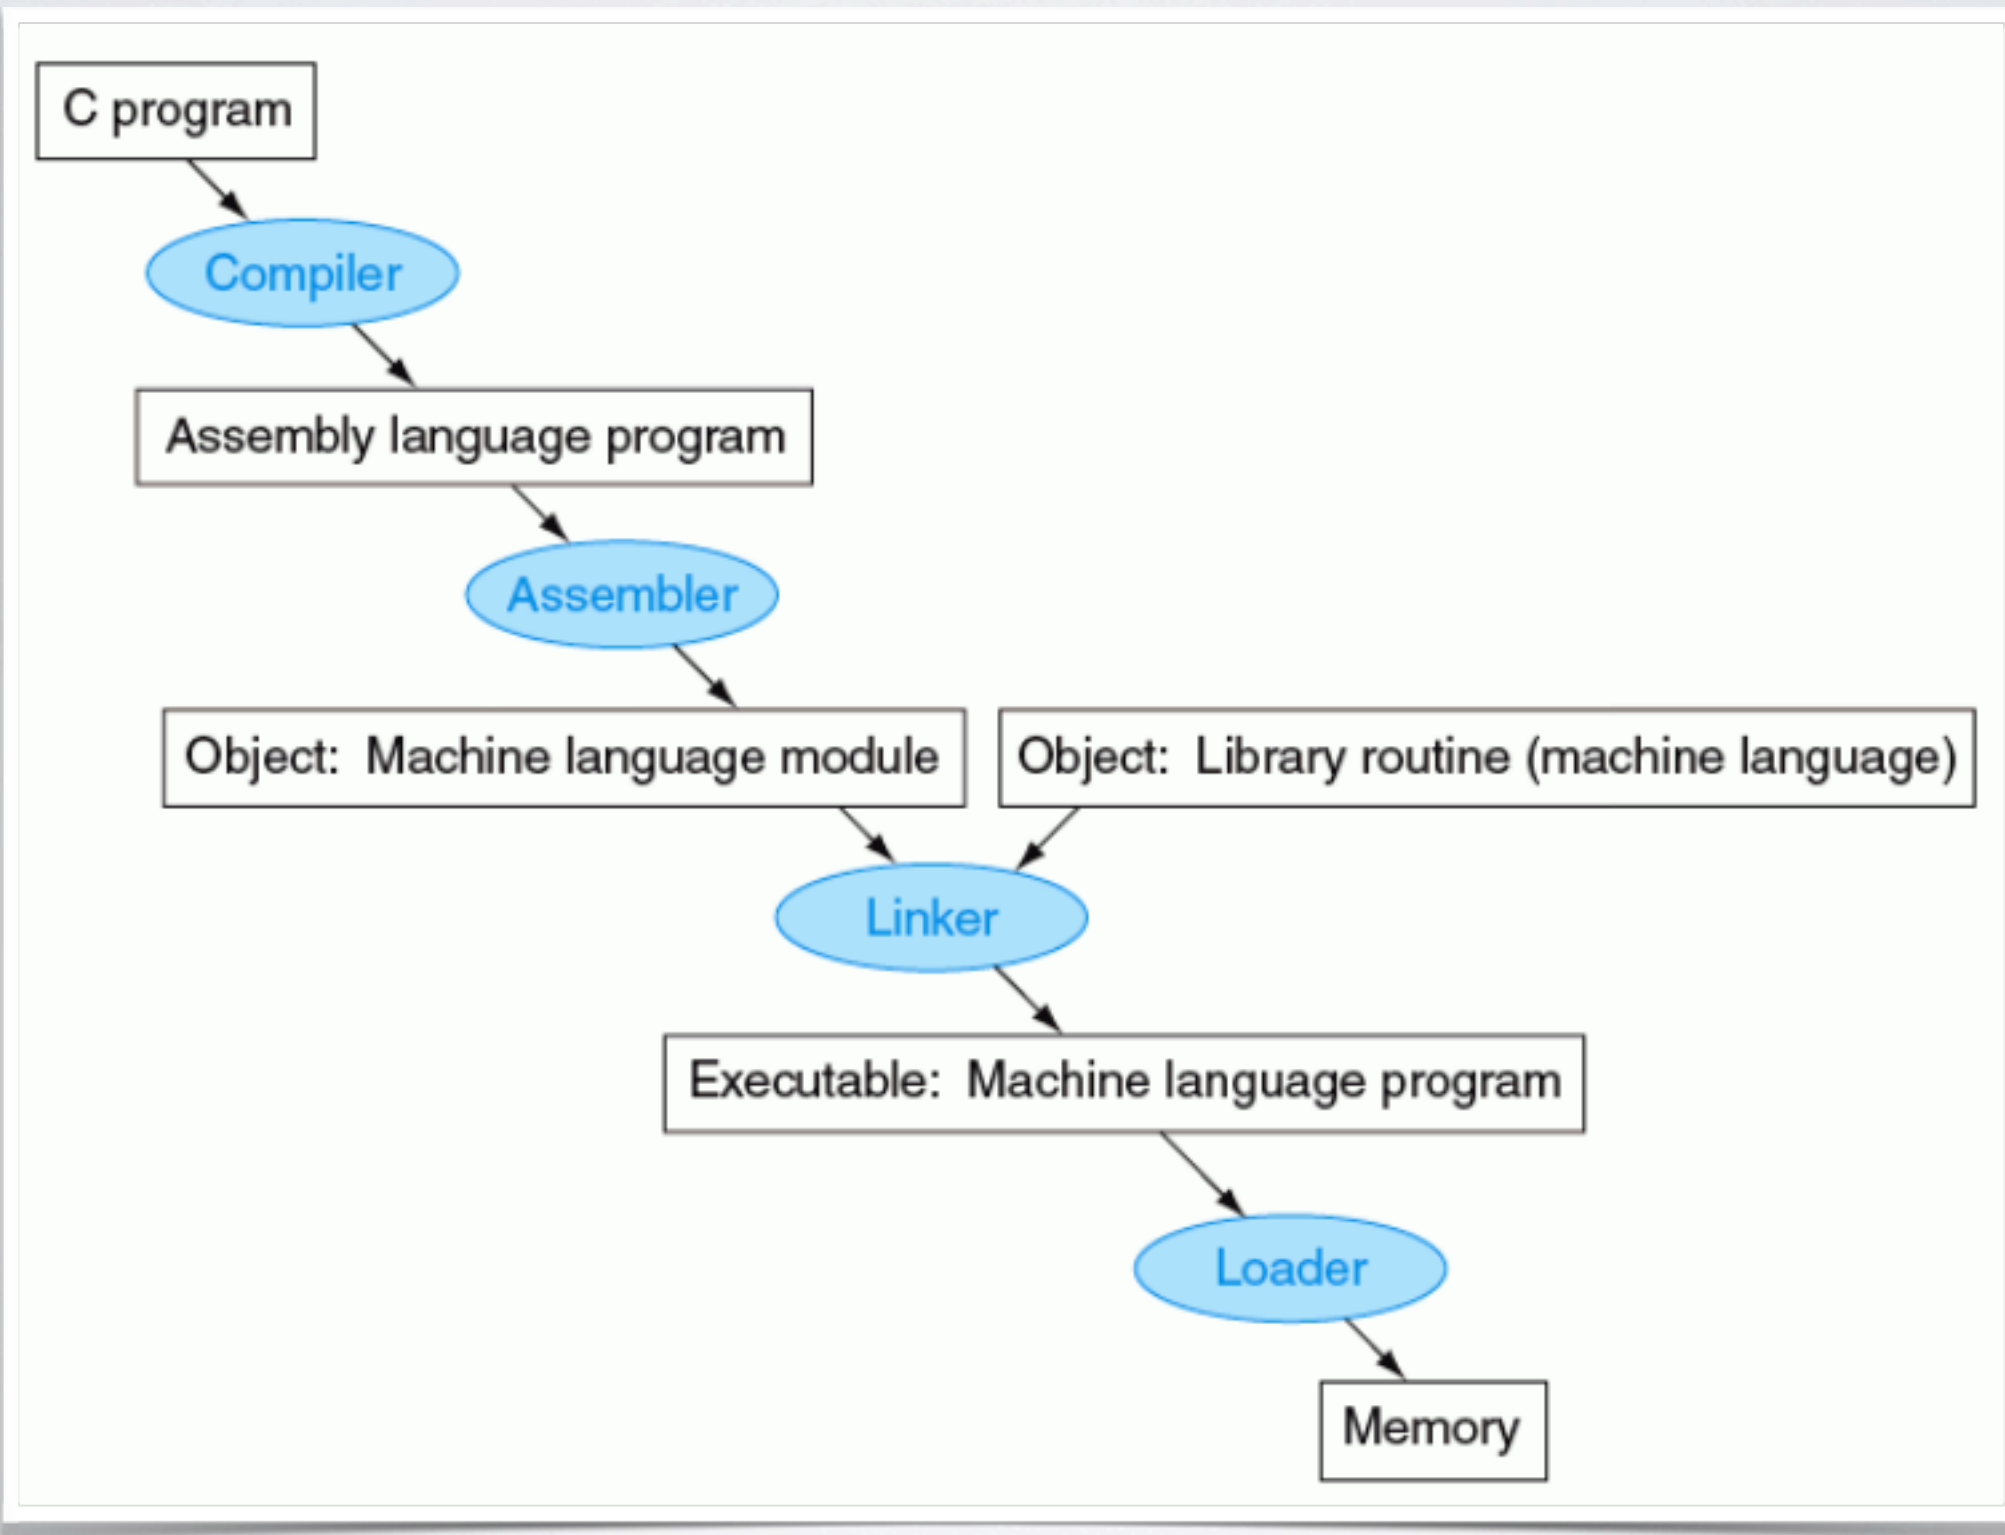 C program
Compiler
Assembly language program
Assembler
Object: Machine language module
Object: Library routine (machine language)
Linker
Executable: Machine language program
Loader
Memory